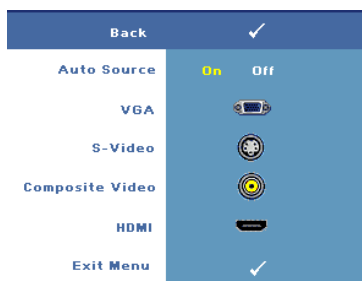 Back
Auto Source On Off
VGA
S-Video
Composite Video
HDMI
Exit Menu